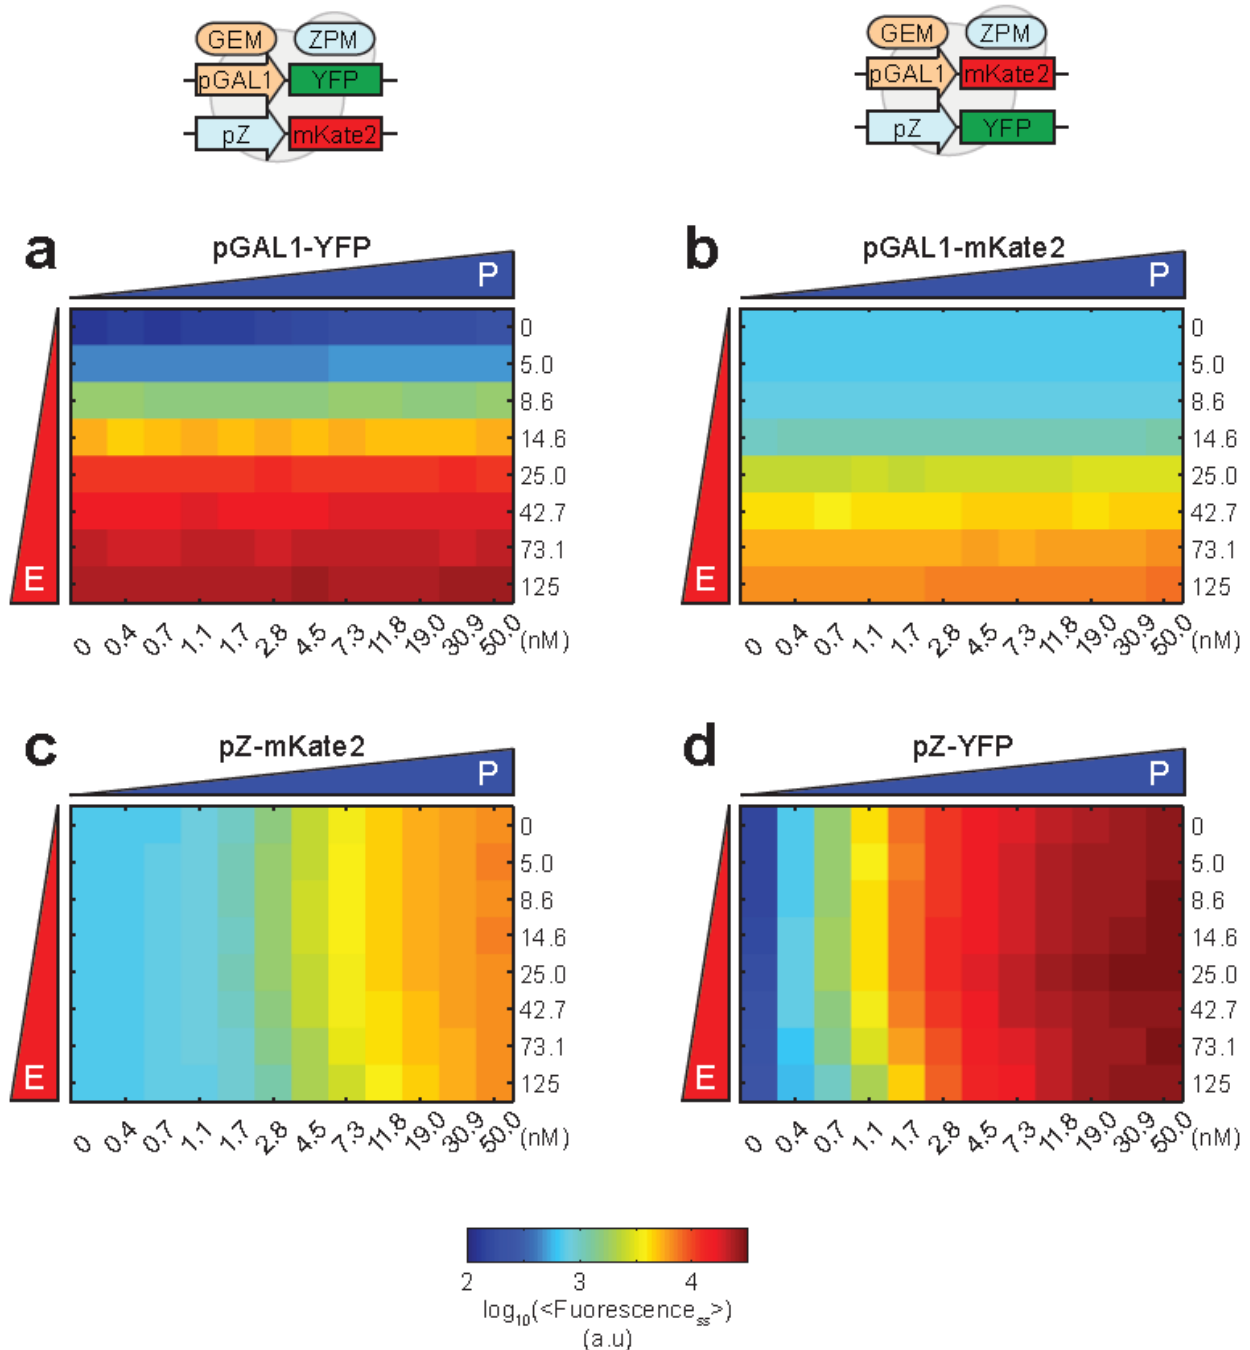 GEM ZPM
pGAL1 YFP
pZ mKate2
GEM ZPM
pGAL1 mKate2
pZ YFP
a pGAL1-YFP
P
E
0
5.0
8.6
14.6
25.0
42.7
73.1
125
0 0.4 0.7 1.1 1.7 2.8 4.5 7.3 11.8 19.0 30.9 50.0 (nM)
b pGAL1-mKate2
P
E
0
5.0
8.6
14.6
25.0
42.7
73.1
125
0 0.4 0.7 1.1 1.7 2.8 4.5 7.3 11.8 19.0 30.9 50.0 (nM)
c pZ-mKate2
P
E
0
5.0
8.6
14.6
25.0
42.7
73.1
125
0 0.4 0.7 1.1 1.7 2.8 4.5 7.3 11.8 19.0 30.9 50.0 (nM)
d pZ-YFP
P
E
0
5.0
8.6
14.6
25.0
42.7
73.1
125
0 0.4 0.7 1.1 1.7 2.8 4.5 7.3 11.8 19.0 30.9 50.0 (nM)
2 3 4
log₁₀(<Fuorescenceₛₛ>)
(a.u)